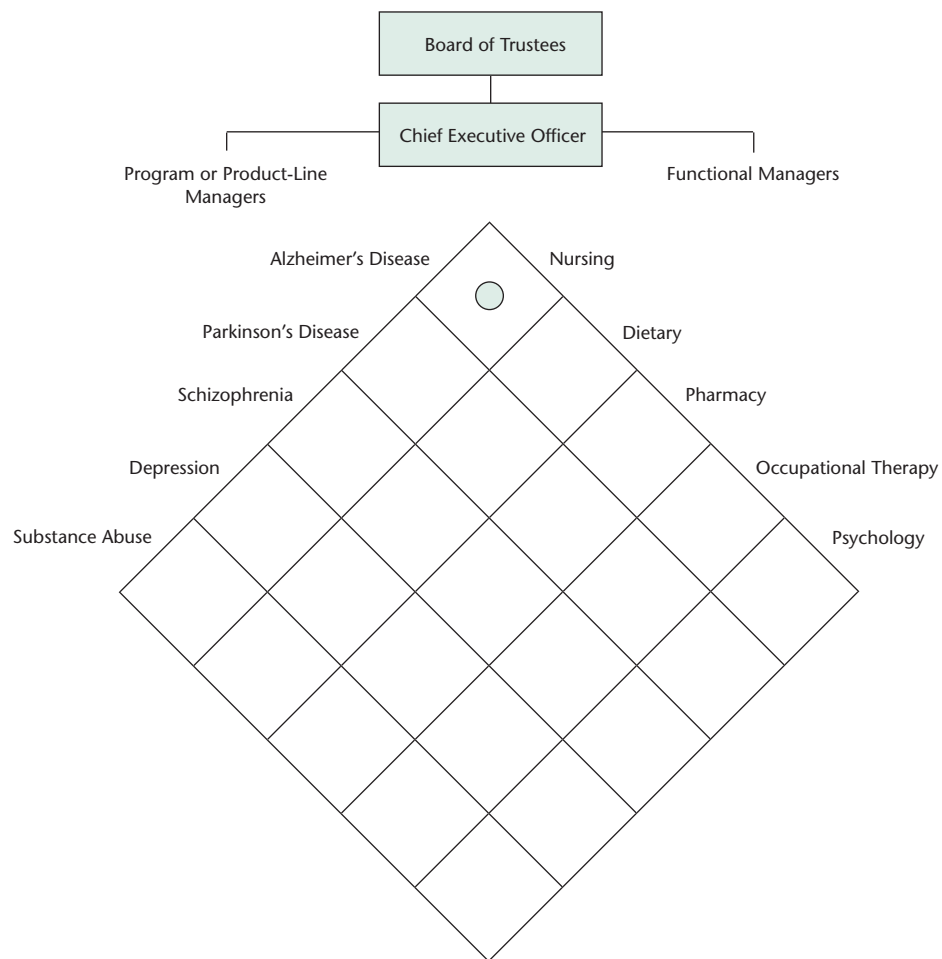 Board of Trustees
Chief Executive Officer
Program or Product-Line
Managers
Functional Managers
Alzheimer's Disease
Nursing
Parkinson's Disease
Dietary
Schizophrenia
Pharmacy
Depression
Occupational Therapy
Substance Abuse
Psychology